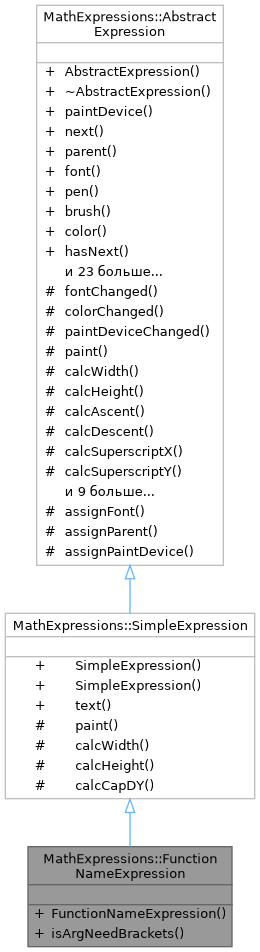 MathExpressions::Abstract
Expression
+ AbstractExpression()
+ ~AbstractExpression()
+ paintDevice()
+ next()
+ parent()
+ font()
+ pen()
+ brush()
+ color()
+ hasNext()
и 23 больше...
# fontChanged()
# colorChanged()
# paintDeviceChanged()
# paint()
# calcWidth()
# calcHeight()
# calcAscent()
# calcDescent()
# calcSuperscriptX()
# calcSuperscriptY()
и 9 больше...
# assignFont()
# assignParent()
# assignPaintDevice()
MathExpressions::SimpleExpression
+ SimpleExpression()
+ SimpleExpression()
+ text()
# paint()
# calcWidth()
# calcHeight()
# calcCapDY()
MathExpressions::Function
NameExpression
+ FunctionNameExpression()
+ isArgNeedBrackets()